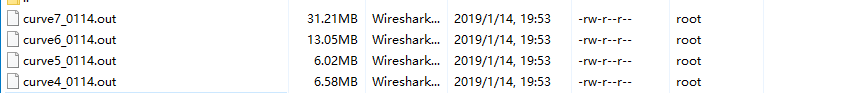 curve7_0114.out 31.21MB Wireshark... 2019/1/14, 19:53 -rw-r--r-- root
curve6_0114.out 13.05MB Wireshark... 2019/1/14, 19:53 -rw-r--r-- root
curve5_0114.out 6.02MB Wireshark... 2019/1/14, 19:53 -rw-r--r-- root
curve4_0114.out 6.58MB Wireshark... 2019/1/14, 19:53 -rw-r--r-- root